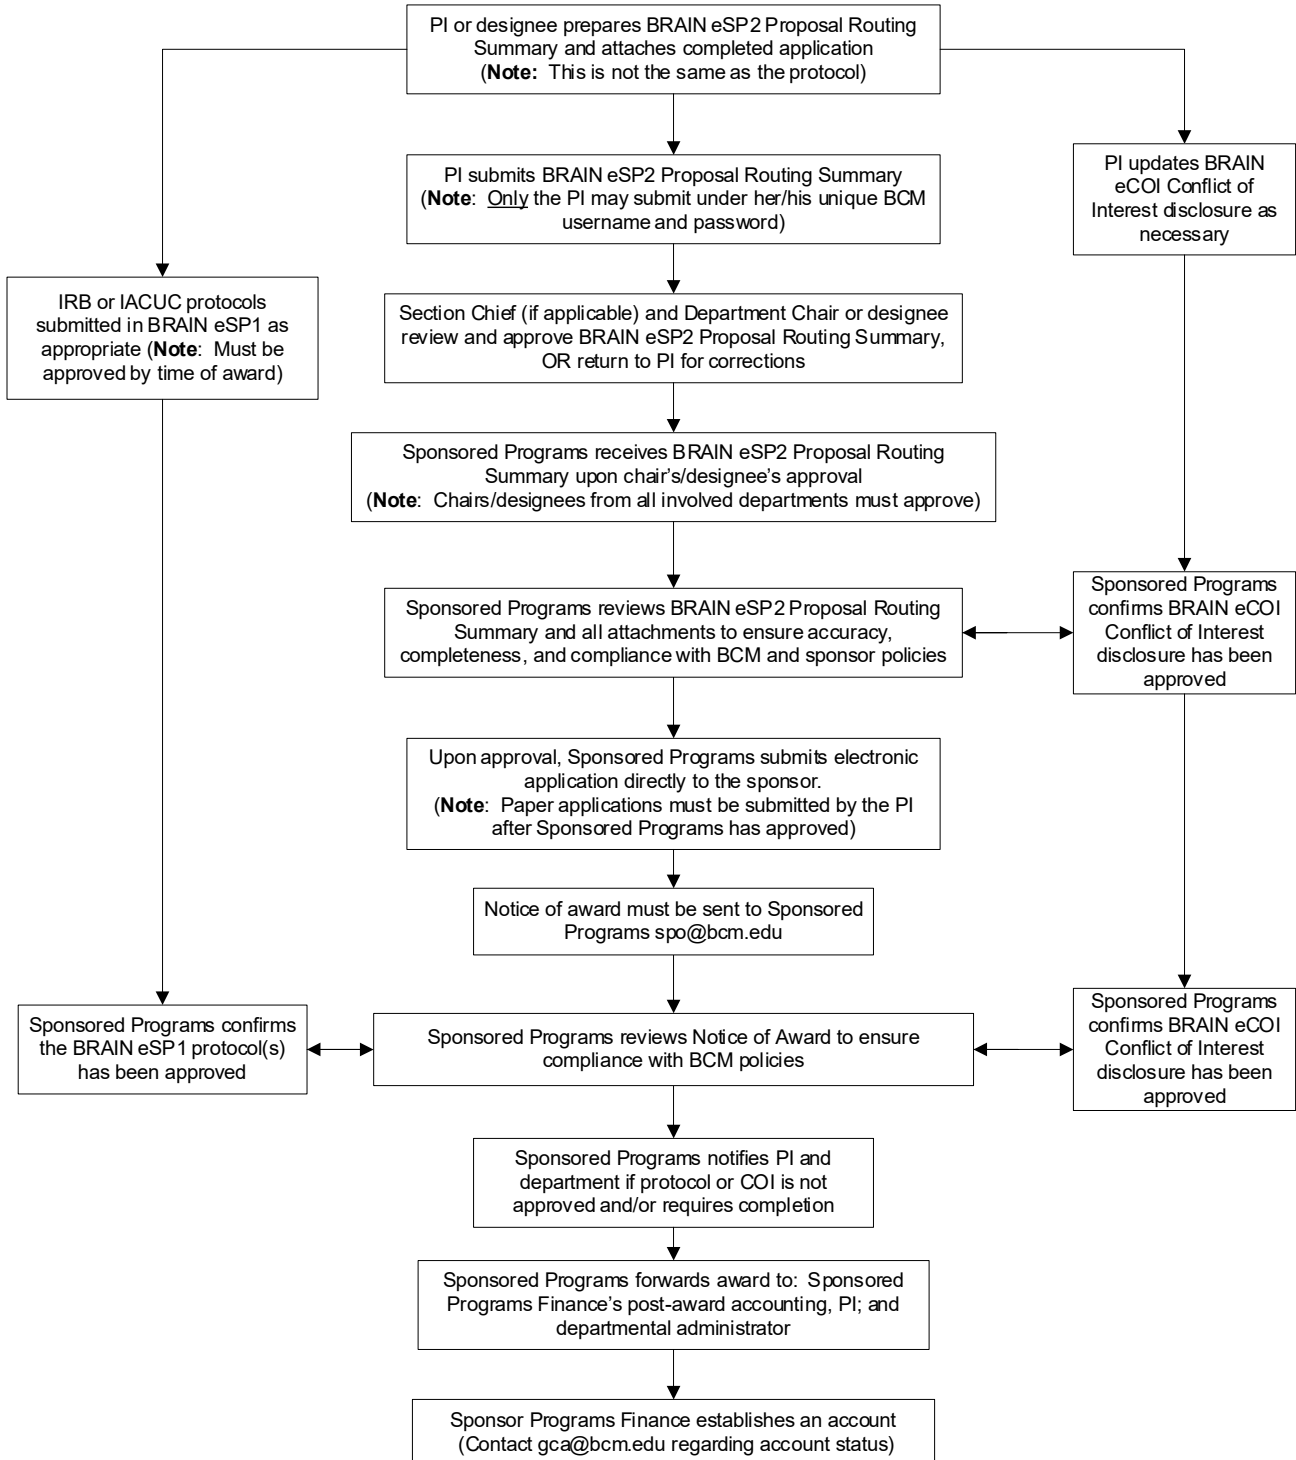 PI or designee prepares BRAIN eSP2 Proposal Routing
Summary and attaches completed application
(Note: This is not the same as the protocol)
PI submits BRAIN eSP2 Proposal Routing Summary
(Note: Only the PI may submit under her/his unique BCM
username and password)
PI updates BRAIN
eCOI Conflict of
Interest disclosure as
necessary
IRB or IACUC protocols
submitted in BRAIN eSP1 as
appropriate (Note: Must be
approved by time of award)
Section Chief (if applicable) and Department Chair or designee
review and approve BRAIN eSP2 Proposal Routing Summary,
OR return to PI for corrections
Sponsored Programs receives BRAIN eSP2 Proposal Routing
Summary upon chair’s/designee’s approval
(Note: Chairs/designees from all involved departments must approve)
Sponsored Programs reviews BRAIN eSP2 Proposal Routing
Summary and all attachments to ensure accuracy,
completeness, and compliance with BCM and sponsor policies
Sponsored Programs
confirms BRAIN eCOI
Conflict of Interest
disclosure has been
approved
Upon approval, Sponsored Programs submits electronic
application directly to the sponsor.
(Note: Paper applications must be submitted by the PI
after Sponsored Programs has approved)
Notice of award must be sent to Sponsored
Programs spo@bcm.edu
Sponsored Programs confirms
the BRAIN eSP1 protocol(s)
has been approved
Sponsored Programs reviews Notice of Award to ensure
compliance with BCM policies
Sponsored Programs
confirms BRAIN eCOI
Conflict of Interest
disclosure has been
approved
Sponsored Programs notifies PI and
department if protocol or COI is not
approved and/or requires completion
Sponsored Programs forwards award to: Sponsored
Programs Finance’s post-award accounting, PI; and
departmental administrator
Sponsor Programs Finance establishes an account
(Contact gca@bcm.edu regarding account status)